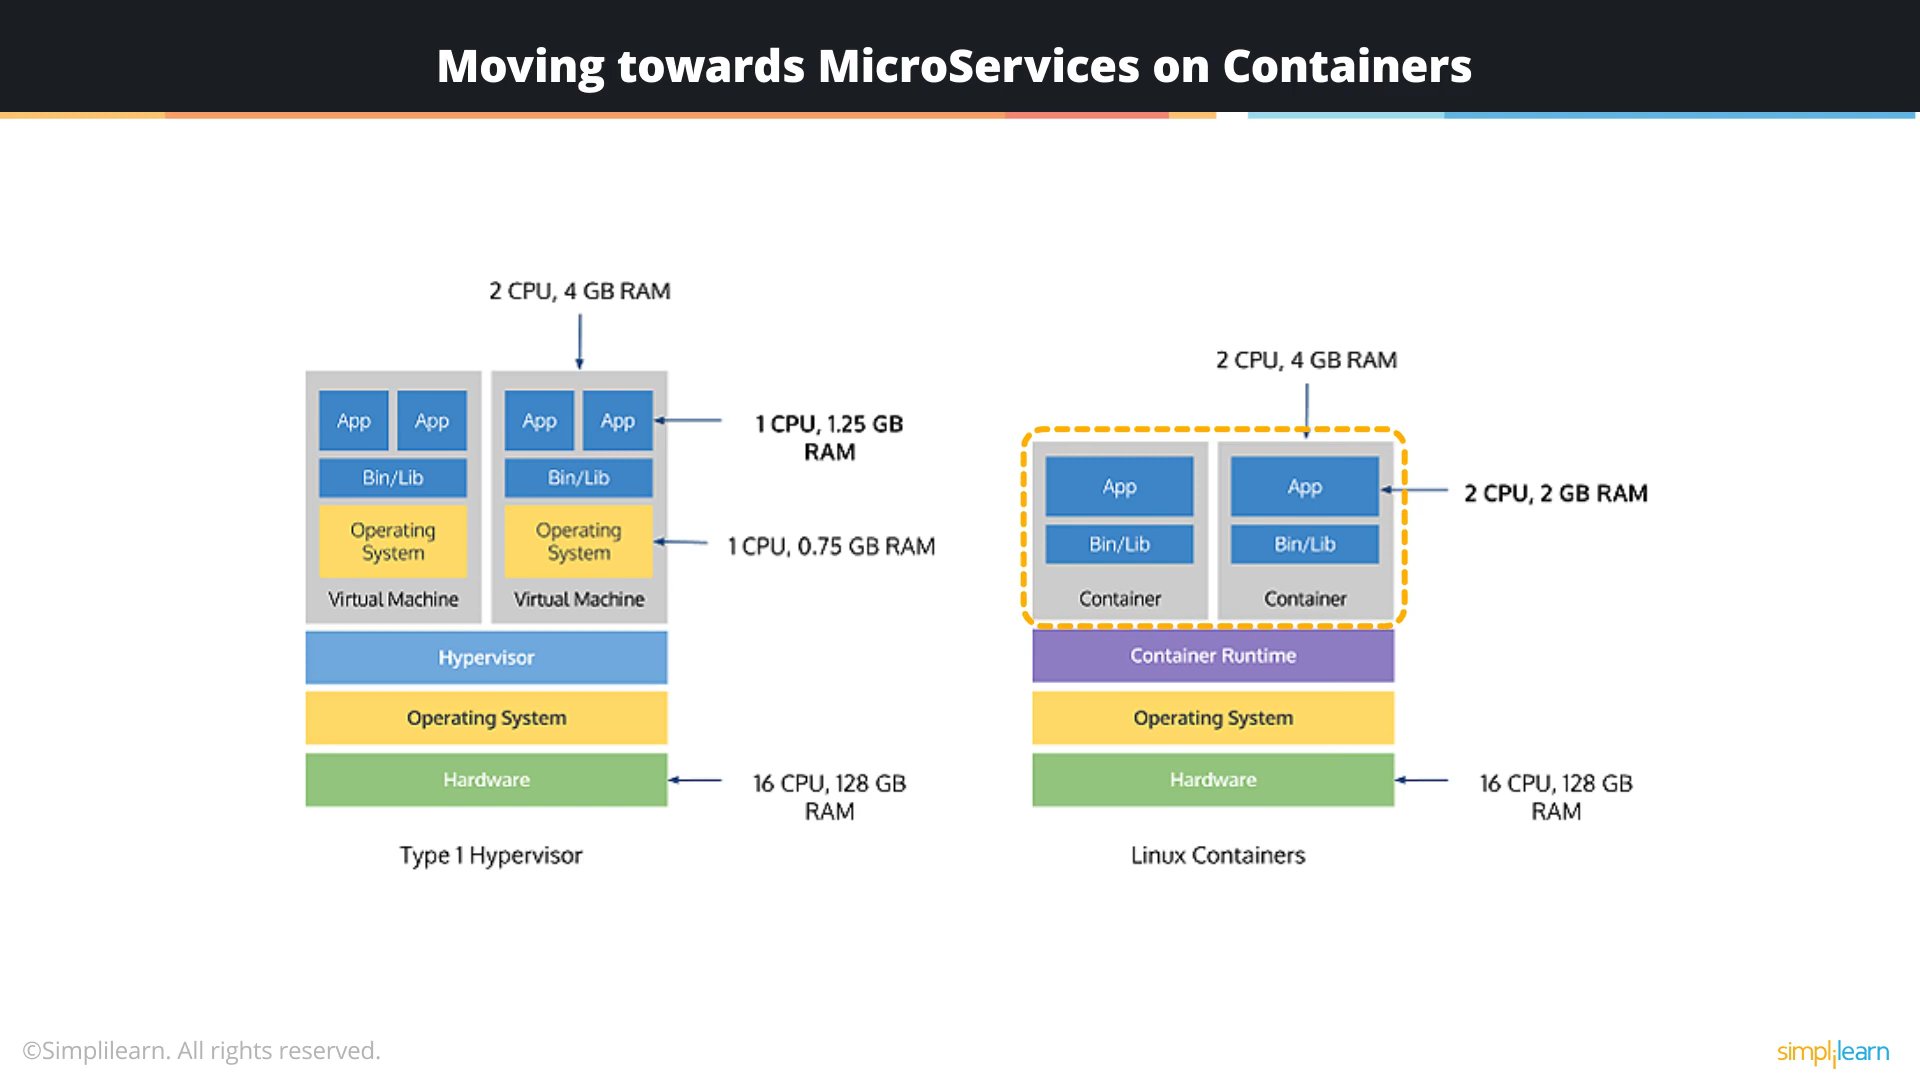 Moving towards MicroServices on Containers
2 CPU, 4 GB RAM
App
App
App
App
1 CPU, 1.25 GB
RAM
Bin/Lib
Bin/Lib
Operating
System
Operating
System
1 CPU, 0.75 GB RAM
Virtual Machine
Virtual Machine
Hypervisor
Operating System
Hardware
16 CPU, 128 GB
RAM
Type 1 Hypervisor
2 CPU, 4 GB RAM
App
App
2 CPU, 2 GB RAM
Bin/Lib
Bin/Lib
Container
Container
Container Runtime
Operating System
Hardware
16 CPU, 128 GB
RAM
Linux Containers
©Simplilearn. All rights reserved.
simplilearn